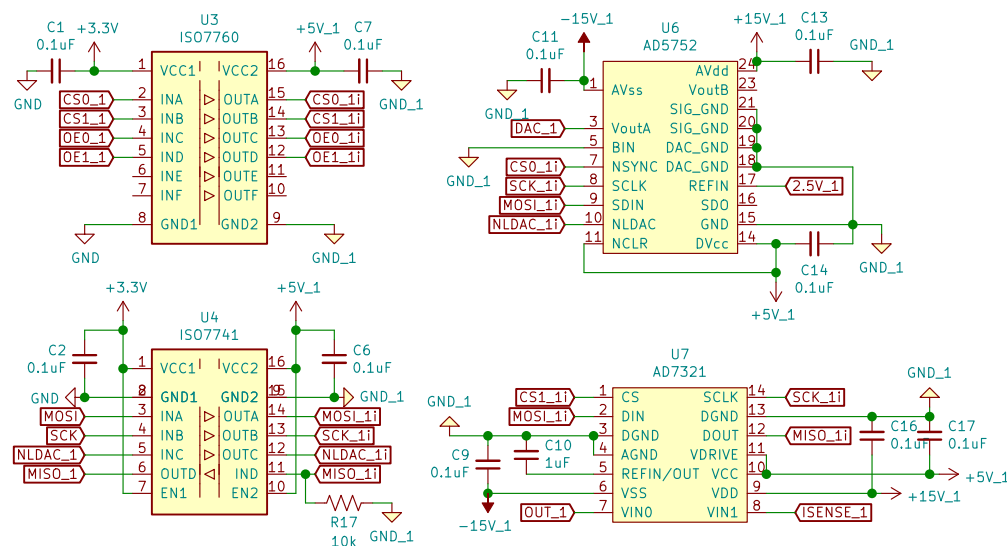 U3
ISO7760
C1
0.1uF
+3.3V
+5V_1
C7
0.1uF
GND
GND_1
1 VCC1 VCC2 16
CS0_1 2 INA OUTA 15 CS0_1i
CS1_1 3 INB OUTB 14 CS1_1i
OE0_1 4 INC OUTC 13 OE0_1i
OE1_1 5 IND OUTD 12 OE1_1i
6 INE OUTE 11
7 INF OUTF 10
8 GND1 GND2 9
GND
GND_1
-15V_1
U6
AD5752
+15V_1
C13
0.1uF
GND_1
C11
0.1uF
GND_1
AVdd 24
1 AVss VoutB 23
SIG_GND 21
DAC_1 3 VoutA SIG_GND 20
5 BIN DAC_GND 19
GND_1
CS0_1i 7 NSYNC DAC_GND 18
SCK_1i 8 SCLK REFIN 17 2.5V_1
MOSI_1i 9 SDIN SDO 16
NLDAC_1i 10 NLDAC GND 15
11 NCLR DVcc 14
GND_1
C14
0.1uF
+5V_1
+3.3V
+5V_1
U4
ISO7741
C2
0.1uF
C6
0.1uF
1 VCC1 VCC2 16
GND 2 8 GND1 GND2 9 15 GND_1
MOSI 3 INA OUTA 14 MOSI_1i
SCK 4 INB OUTB 13 SCK_1i
NLDAC_1 5 INC OUTC 12 NLDAC_1i
MISO_1 6 OUTD IND 11 MISO_1i
7 EN1 EN2 10
R17
10k
GND_1
U7
AD7321
GND_1
GND_1
CS1_1i 1 CS SCLK 14 SCK_1i
MOSI_1i 2 DIN DGND 13
3 DGND DOUT 12 MISO_1i
4 AGND VDRIVE 11
5 REFIN/OUT VCC 10 +5V_1
6 VSS VDD 9 +15V_1
OUT_1 7 VIN0 VIN1 8 ISENSE_1
C9
0.1uF
C10
1uF
C16
0.1uF
C17
0.1uF
-15V_1